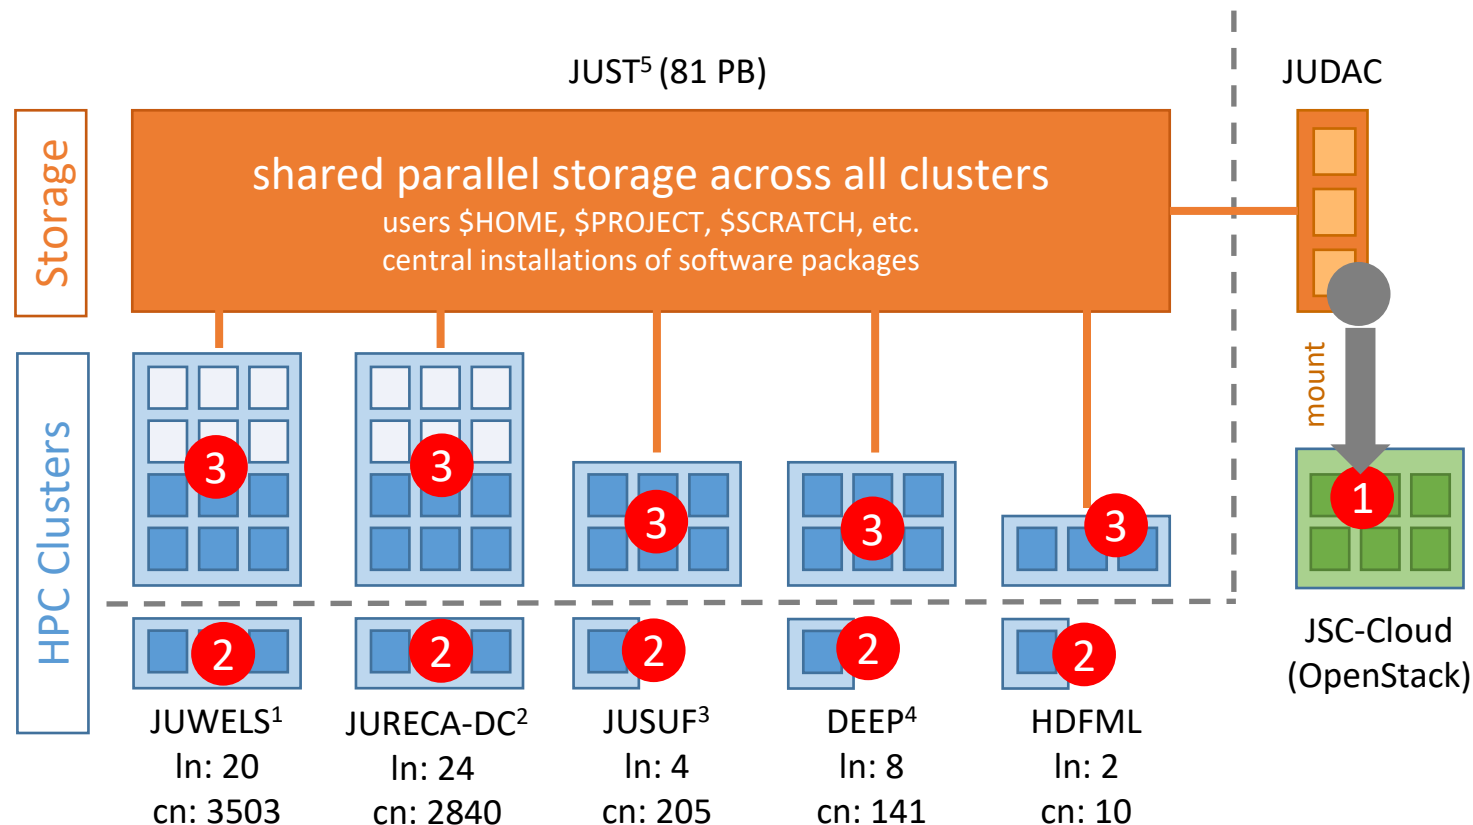 JUST⁵ (81 PB)
JUDAC
Storage
shared parallel storage across all clusters
users $HOME, $PROJECT, $SCRATCH, etc.
central installations of software packages
HPC Clusters
mount
3
3
3
3
3
1
2
2
2
2
2
JUWELS¹
ln: 20
cn: 3503
JURECA-DC²
ln: 24
cn: 2840
JUSUF³
ln: 4
cn: 205
DEEP⁴
ln: 8
cn: 141
HDFML
ln: 2
cn: 10
JSC-Cloud
(OpenStack)